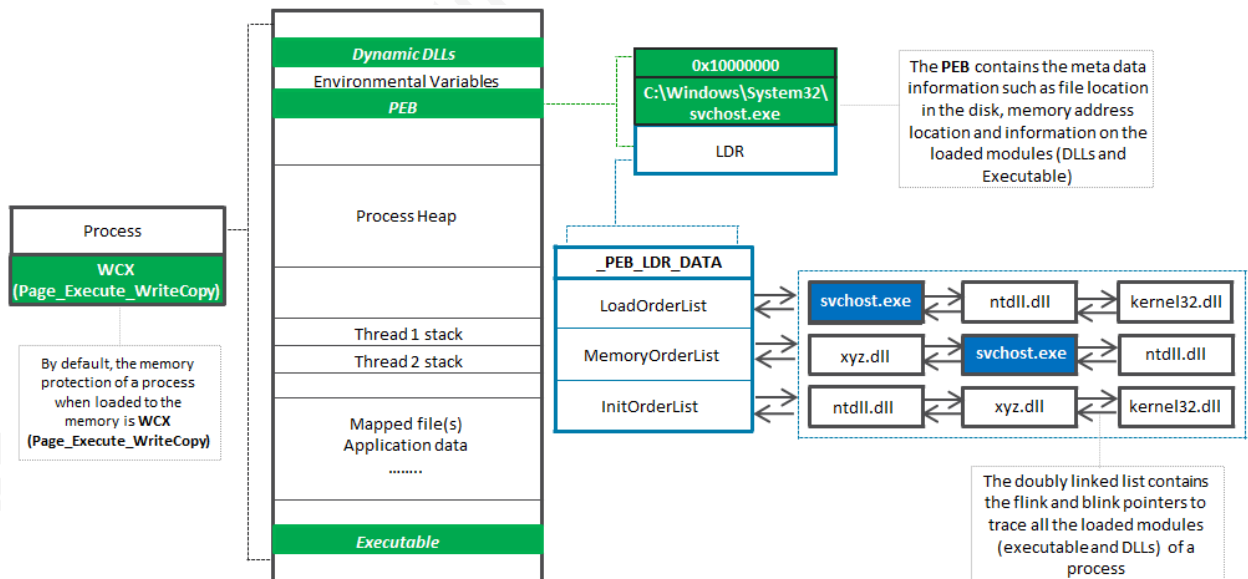 Process
WCX
(Page_Execute_WriteCopy)
By default, the memory
protection of a process
when loaded to the
memory is WCX
(Page_Execute_WriteCopy)
Dynamic DLLs
Environmental Variables
PEB
Process Heap
Thread 1 stack
Thread 2 stack
Mapped file(s)
Application data
........
Executable
0x10000000
C:\Windows\System32\
svchost.exe
LDR
The PEB contains the meta data
information such as file location
in the disk, memory address
location and information on the
loaded modules (DLLs and
Executable)
_PEB_LDR_DATA
LoadOrderList
MemoryOrderList
InitOrderList
svchost.exe
ntdll.dll
kernel32.dll
xyz.dll
svchost.exe
ntdll.dll
ntdll.dll
xyz.dll
kernel32.dll
The doubly linked list contains
the flink and blink pointers to
trace all the loaded modules
(executable and DLLs) of a
process